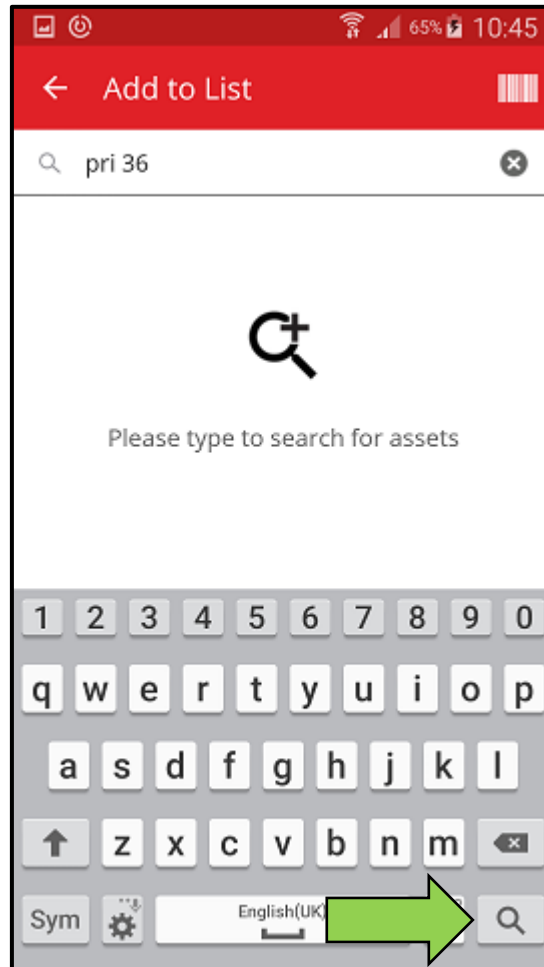 65% 10:45
Add to List
pri 36
Please type to search for assets
1 2 3 4 5 6 7 8 9 0
q w e r t y u i o p
a s d f g h j k l
z x c v b n m
Sym English(UK)